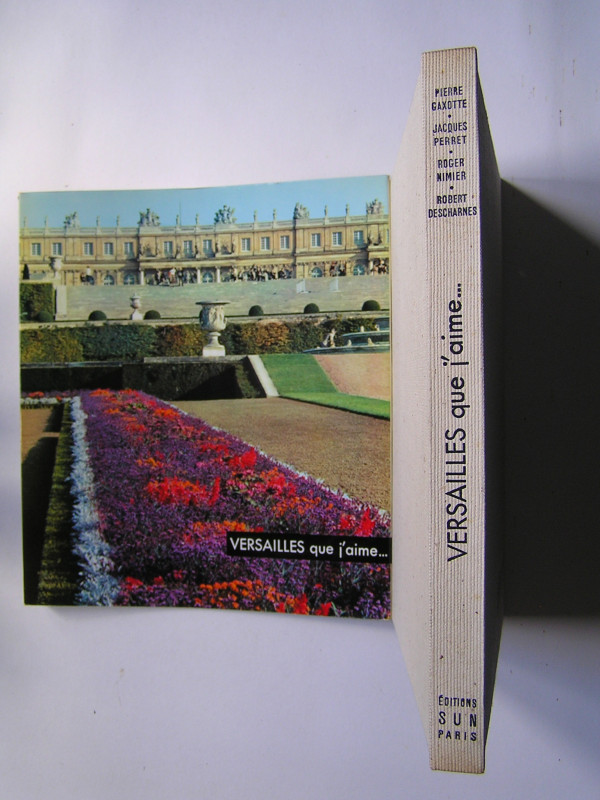 VERSAILLES que j'aime...
PIERRE
GAXOTTE
•
JACQUES
PERRET
•
ROGER
NIMIER
•
ROBERT
DESCHARNES
VERSAILLES que j'aime...
ÉDITIONS
SUN
PARIS